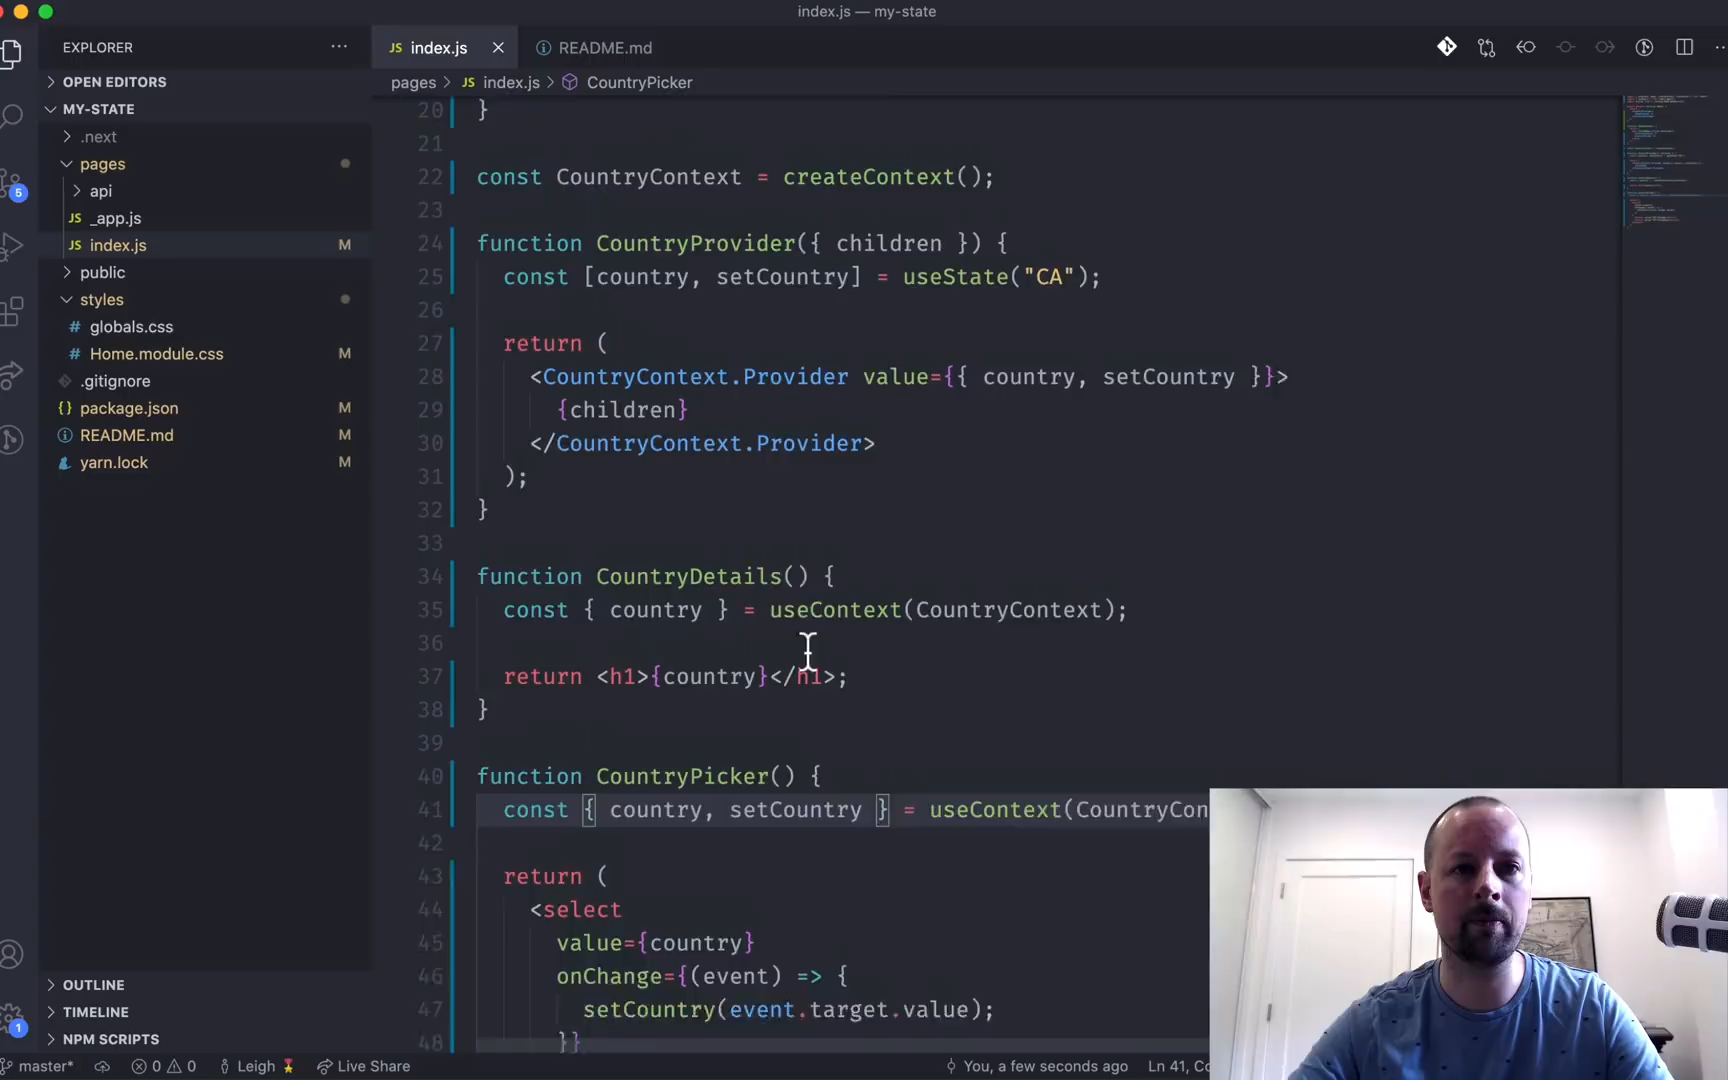 index.js — my-state
EXPLORER
JS index.js
README.md
OPEN EDITORS
pages > JS index.js > CountryPicker
MY-STATE
.next
pages
api
JS _app.js
JS index.js M
public
styles
# globals.css
# Home.module.css M
.gitignore
{} package.json M
README.md M
yarn.lock M
OUTLINE
TIMELINE
NPM SCRIPTS
5
1
20 }
21
22 const CountryContext = createContext();
23
24 function CountryProvider({ children }) {
25 const [country, setCountry] = useState("CA");
26
27 return (
28 <CountryContext.Provider value={{ country, setCountry }}>
29 {children}
30 </CountryContext.Provider>
31 );
32 }
33
34 function CountryDetails() {
35 const { country } = useContext(CountryContext);
36
37 return <h1>{country}</h1>;
38 }
39
40 function CountryPicker() {
41 const { country, setCountry } = useContext(CountryCon
42
43 return (
44 <select
45 value={country}
46 onChange={(event) => {
47 setCountry(event.target.value);
48 }}
master* 0 0 Leigh Live Share You, a few seconds ago Ln 41, Co